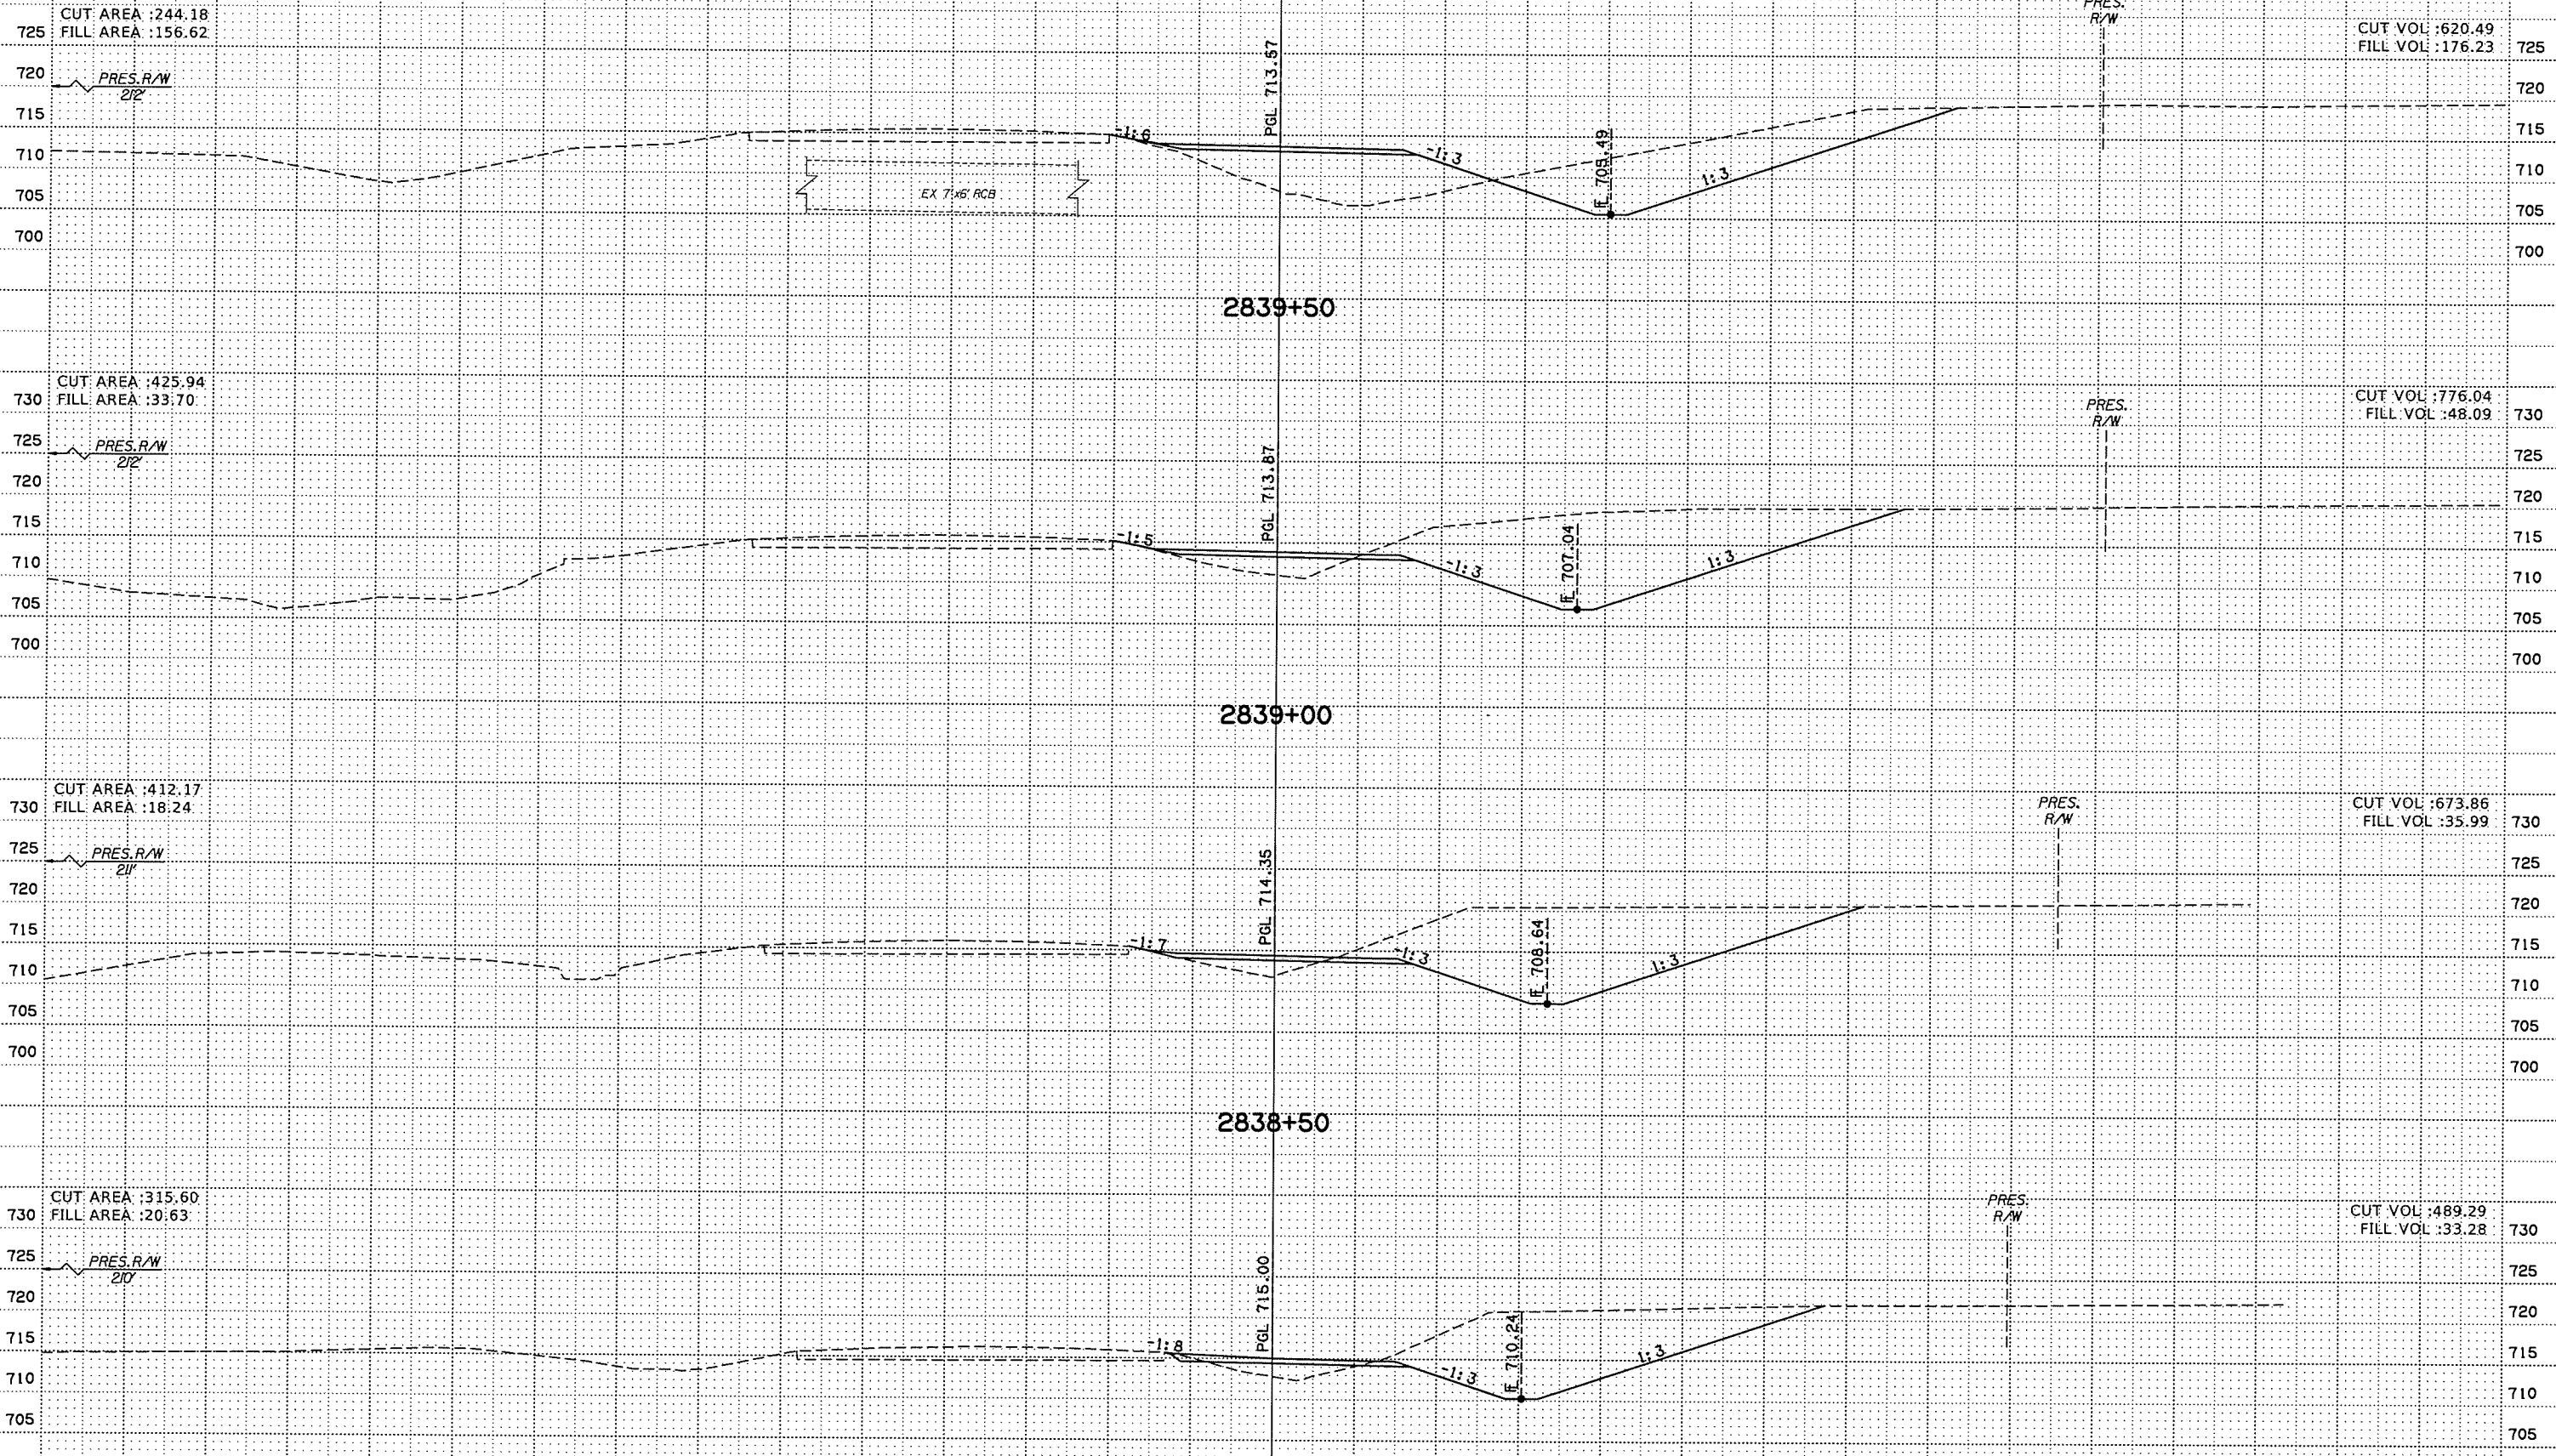 PRES.
R/W
CUT AREA :244.18
FILL AREA :156.62
CUT VOL :620.49
FILL VOL :176.23
725
720
715
710
705
700
725
720
715
710
705
700
PRES.R/W
212'
PGL 713.57
-1:6
-1:3
FL 705.49
1:3
EX 7'x6' RCB
2839+50
CUT AREA :425.94
FILL AREA :33.70
CUT VOL :776.04
FILL VOL :48.09
PRES.
R/W
730
725
720
715
710
705
700
730
725
720
715
710
705
700
PRES.R/W
212'
PGL 713.87
-1:5
-1:3
FL 707.04
1:3
2839+00
CUT AREA :412.17
FILL AREA :18.24
CUT VOL :673.86
FILL VOL :35.99
PRES.
R/W
730
725
720
715
710
705
700
730
725
720
715
710
705
700
PRES.R/W
211'
PGL 714.35
-1:7
-1:3
FL 708.64
1:3
2838+50
CUT AREA :315.60
FILL AREA :20.63
CUT VOL :489.29
FILL VOL :33.28
PRES.
R/W
730
725
720
715
710
705
730
725
720
715
710
705
PRES.R/W
210'
PGL 715.00
-1:8
-1:3
FL 710.24
1:3